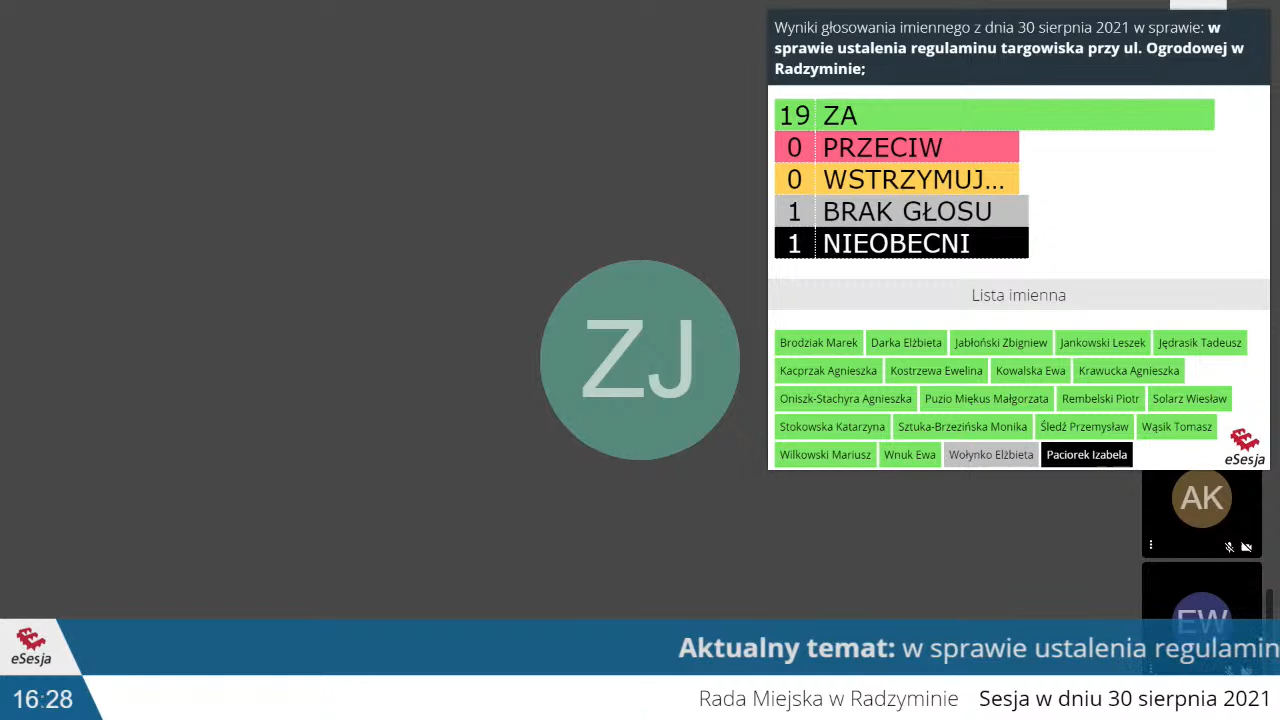 Wyniki głosowania imiennego z dnia 30 sierpnia 2021 w sprawie: w
sprawie ustalenia regulaminu targowiska przy ul. Ogrodowej w
Radzyminie;
19 ZA
0 PRZECIW
0 WSTRZYMUJ...
1 BRAK GŁOSU
1 NIEOBECNI
Lista imienna
Brodziak Marek Darka Elżbieta Jabłoński Zbigniew Jankowski Leszek Jędrasik Tadeusz
Kacprzak Agnieszka Kostrzewa Ewelina Kowalska Ewa Krawucka Agnieszka
Oniszk-Stachyra Agnieszka Puzio Miękus Małgorzata Rembelski Piotr Solarz Wiesław
Stokowska Katarzyna Sztuka-Brzezińska Monika Śledź Przemysław Wąsik Tomasz
Wilkowski Mariusz Wnuk Ewa Wołynko Elżbieta Paciorek Izabela
eSesja
ZJ
AK
EW
eSesja
Aktualny temat: w sprawie ustalenia regulamin
16:28
Rada Miejska w Radzyminie Sesja w dniu 30 sierpnia 2021